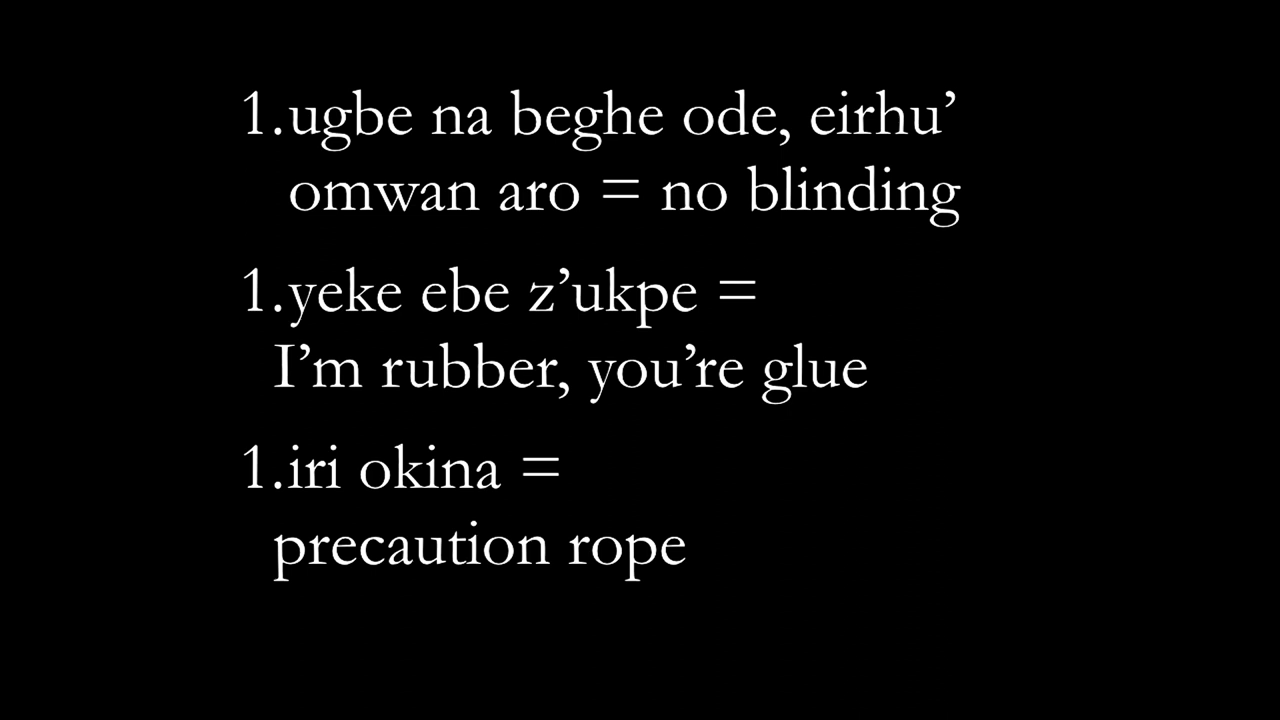 1.ugbe na beghe ode, eirhu’
omwan aro = no blinding
1.yeke ebe z’ukpe =
I’m rubber, you’re glue
1.iri okina =
precaution rope